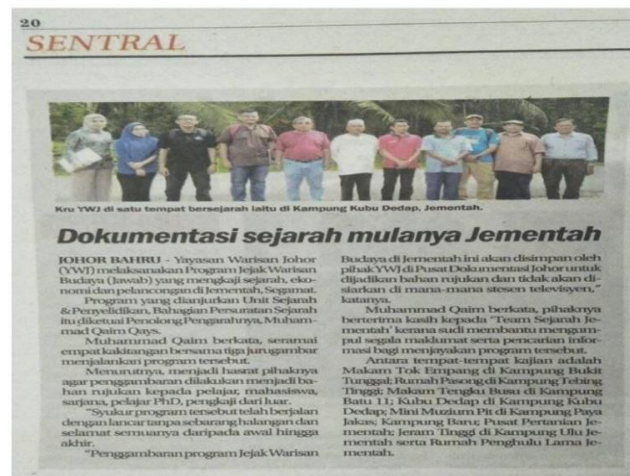 20
SENTRAL
Kru YWJ di satu tempat bersejarah iaitu di Kampung Kubu Dedap, Jementah.
Dokumentasi sejarah mulanya Jementah
JOHOR BAHRU - Yayasan Warisan Johor
(YWJ) melaksanakan Program Jejak Warisan
Budaya (Jawab) yang mengkaji sejarah, eko-
nomi dan pelancongan di Jementah, Segamat.
Program yang dianjurkan Unit Sejarah
& Penyelidikan, Bahagian Persuratan Sejarah
itu diketuai Penolong Pengarahnya, Muham-
mad Qaim Qays.
Muhammad Qaim berkata, seramai
empat kakitangan bersama tiga jurugambar
menjalankan program tersebut.
Menurutnya, menjadi hasrat pihaknya
agar penggambaran dilakukan menjadi ba-
han rujukan kepada pelajar, mahasiswa,
sarjana, pelajar PhD, pengkaji dari luar.
"Syukur program tersebut telah berjalan
dengan lancar tanpa sebarang halangan dan
selamat semuanya daripada awal hingga
akhir.
"Penggambaran program Jejak Warisan
Budaya di Jementah ini akan disimpan oleh
pihak YWJ di Pusat Dokumentasi Johor untuk
dijadikan bahan rujukan dan tidak akan di-
siarkan di mana-mana stesen televisyen,"
katanya.
Muhammad Qaim berkata, pihaknya
berterima kasih kepada 'Team Sejarah Je-
mentah' kerana sudi membantu mengum-
pul segala maklumat serta pencarian infor-
masi bagi menjayakan program tersebut.
Antara tempat-tempat kajian adalah
Makam Tok Empang di Kampung Bukit
Tunggal; Rumah Pasong di Kampung Tebing
Tinggi; Makam Tengku Busu di Kampung
Batu 11; Kubu Dedap di Kampung Kubu
Dedap; Mini Muzium Pit di Kampung Paya
Jakas; Kampung Baru; Pusat Pertanian Je-
mentah; Jeram Tinggi di Kampung Ulu Je-
mentah serta Rumah Penghulu Lama Je-
mentah.